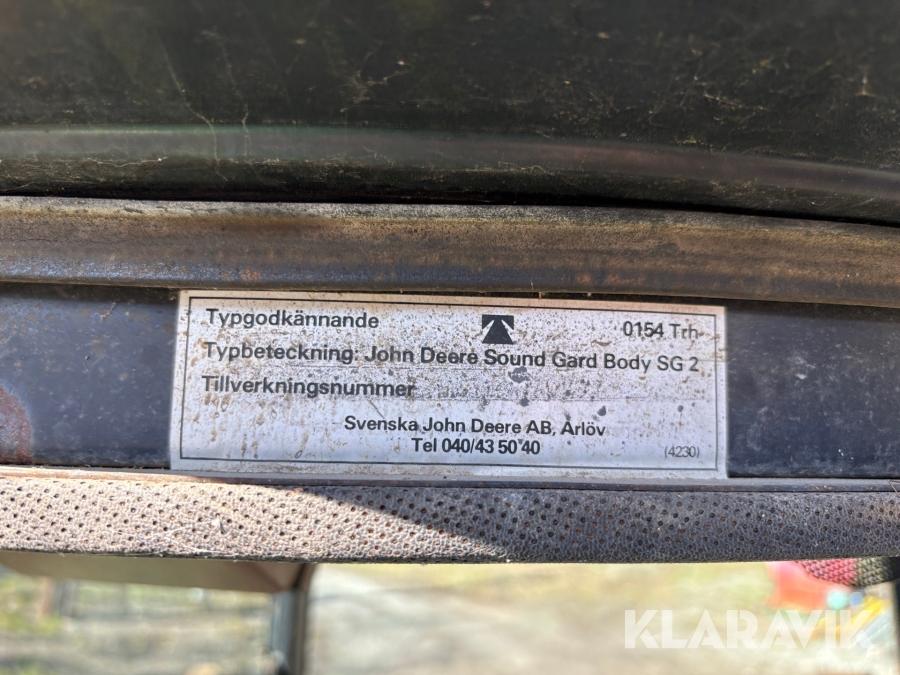 Typgodkännande
0154 Trh
Typbeteckning: John Deere Sound Gard Body SG 2
Tillverkningsnummer
Svenska John Deere AB, Arlöv
Tel 040/43 50 40
(4230)
KLARAVIK